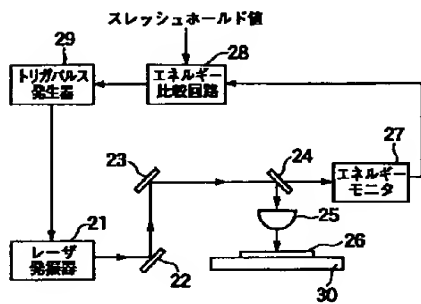 スレッシュホールド値
29
トリガパルス
発生器
エネルギー
比較回路
28
27
エネルギー
モニタ
23
24
25
21
レーザ
発振器
22
26
30